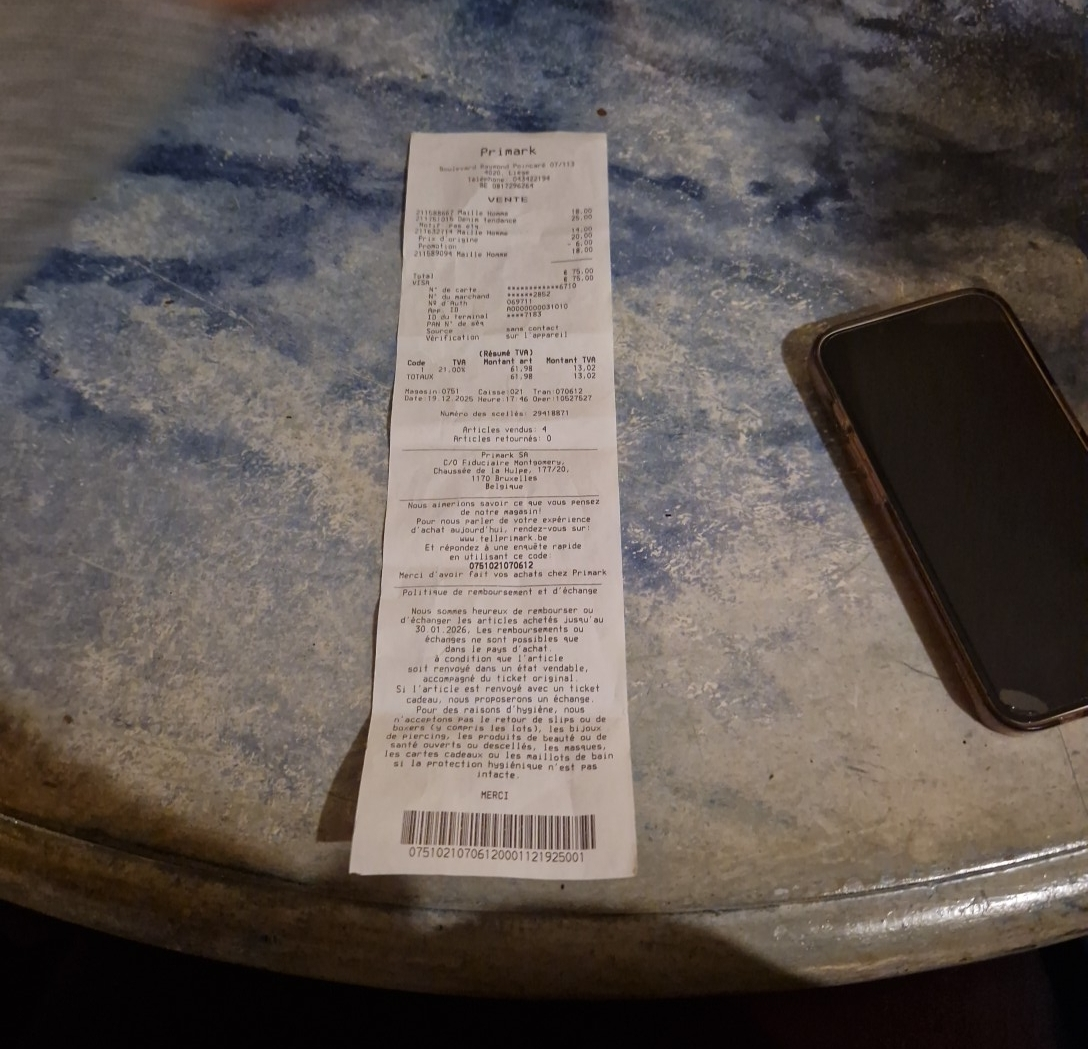 Primark
Boulevard Raymond Poincaré 07/113
4020, Liège
Téléphone: 043422194
BE 0817296264
VENTE
Maille Homme 18.00
Denim tendance 25.00
Maille Homme 14.00
Prix d'origine 20.00
Promotion - 6.00
211589094 Maille Homme 18.00
Total € 75.00
VISA € 75.00
N° de carte ************6710
N° du marchand ******2852
N° d'Auth 069711
App. ID A0000000031010
ID du Terminal ****7183
PAN N° de séq
Source sans contact
Vérification sur l'appareil
(Résumé TVA)
Code TVA Montant art Montant TVA
1 21.00% 61.98 13.02
TOTAUX 61.98 13.02
Magasin:0751 Caisse:021 Tran:070612
Date:19.12.2025 Heure:17:46 Oper:10527527
Numéro des scellés: 29418871
Articles vendus: 4
Articles retournés: 0
Primark SA
C/O Fiduciaire Montgomery,
Chaussée de la Hulpe, 177/20,
1170 Bruxelles
Belgique
Nous aimerions savoir ce que vous pensez
de notre magasin!
Pour nous parler de votre expérience
d'achat aujourd'hui, rendez-vous sur:
www.tellprimark.be
Et répondez à une enquête rapide
en utilisant ce code:
0751021070612
Merci d'avoir fait vos achats chez Primark
Politique de remboursement et d'échange
Nous sommes heureux de rembourser ou
d'échanger les articles achetés jusqu'au
30.01.2026. Les remboursements ou
échanges ne sont possibles que
dans le pays d'achat.
à condition que l'article
soit renvoyé dans un état vendable,
accompagné du ticket original.
Si l'article est renvoyé avec un ticket
cadeau, nous proposerons un échange.
Pour des raisons d'hygiène, nous
n'acceptons pas le retour de slips ou de
boxers (y compris les lots), les bijoux
de piercing, les produits de beauté ou de
santé ouverts ou descellés, les masques,
les cartes cadeaux ou les maillots de bain
si la protection hygiénique n'est pas
intacte.
MERCI
07510210706120001121925001